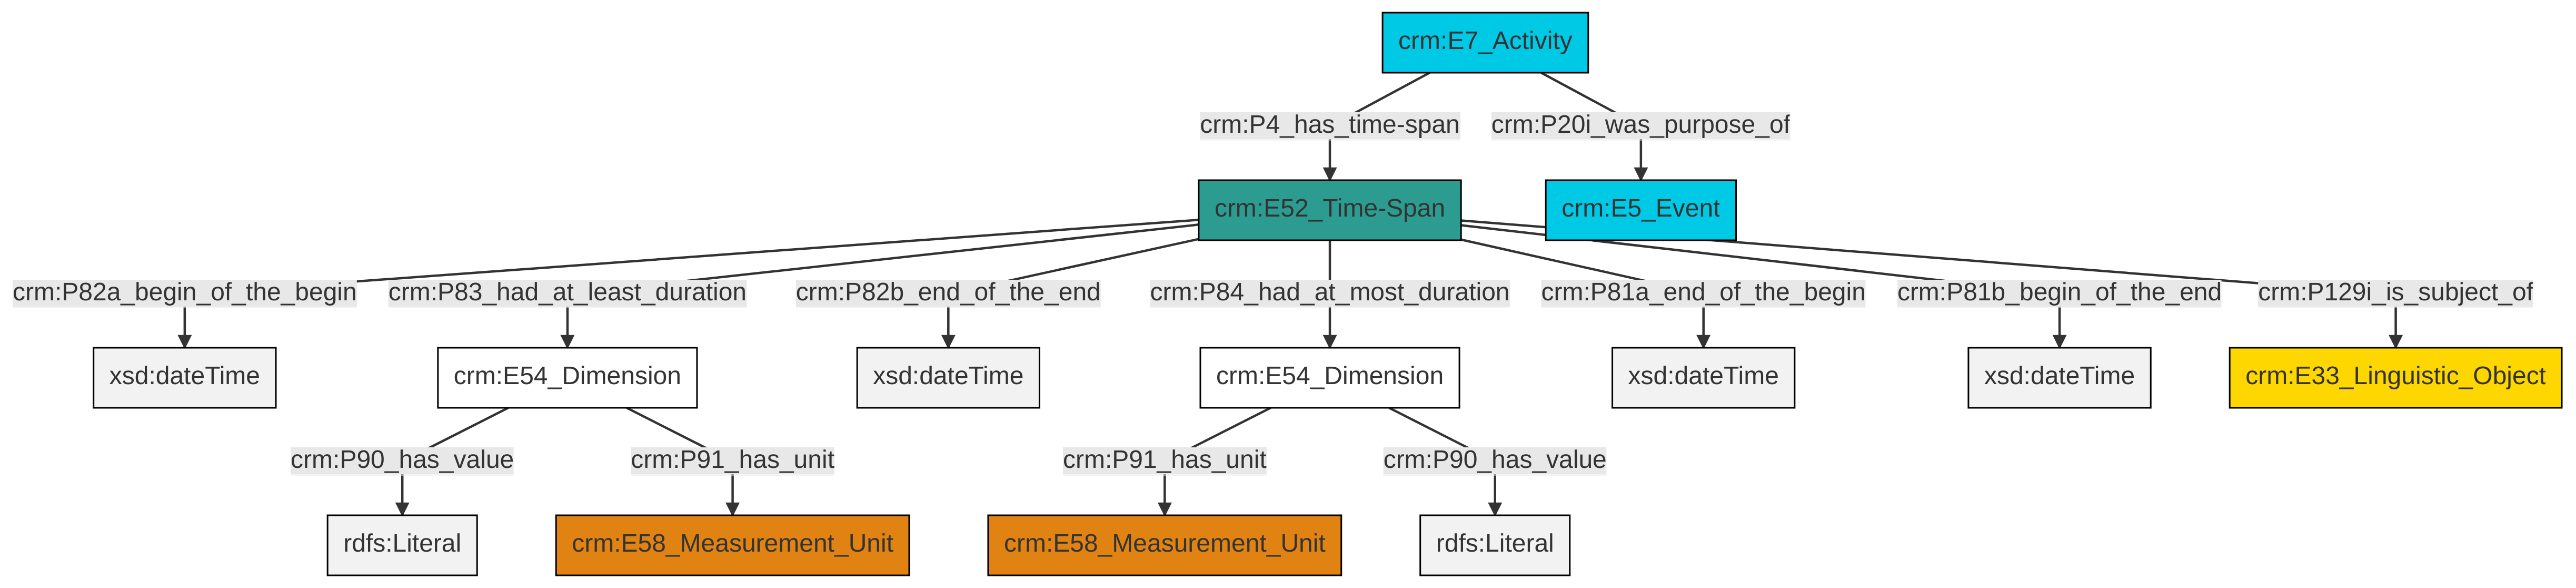 crm:E7_Activity
crm:P4_has_time-span
crm:P20i_was_purpose_of
crm:E52_Time-Span
crm:E5_Event
crm:P82a_begin_of_the_begin
crm:P83_had_at_least_duration
crm:P82b_end_of_the_end
crm:P84_had_at_most_duration
crm:P81a_end_of_the_begin
crm:P81b_begin_of_the_end
crm:P129i_is_subject_of
xsd:dateTime
crm:E54_Dimension
xsd:dateTime
crm:E54_Dimension
xsd:dateTime
xsd:dateTime
crm:E33_Linguistic_Object
crm:P90_has_value
crm:P91_has_unit
crm:P91_has_unit
crm:P90_has_value
rdfs:Literal
crm:E58_Measurement_Unit
crm:E58_Measurement_Unit
rdfs:Literal